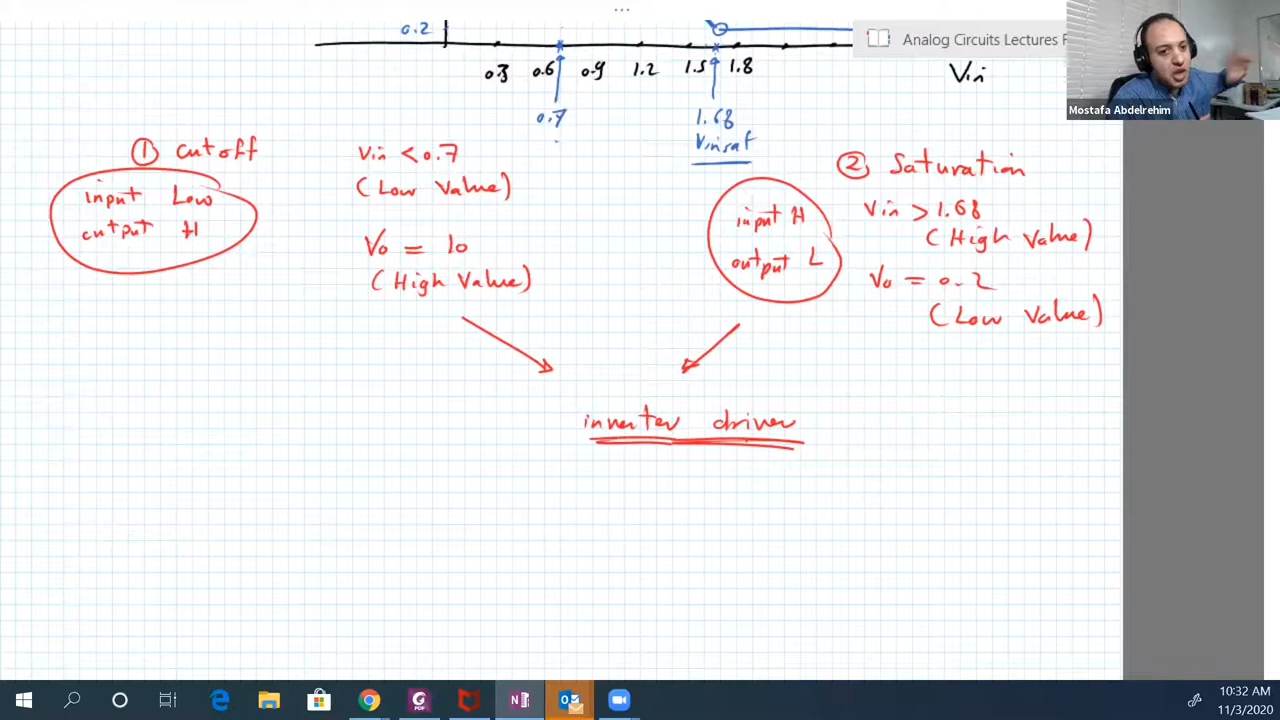 0.2
Analog Circuits Lectures F
0.3 0.6 0.9 1.2 1.5 1.8
Vin
Mostafa Abdelrehim
0.7
1.68
Vin,sat
① Cutoff
input Low
output H
Vin < 0.7
(Low Value)
Vo = 10
(High Value)
input H
output L
② Saturation
Vin > 1.68
(High Value)
Vo = 0.2
(Low Value)
inverter driver
10:32 AM
11/3/2020